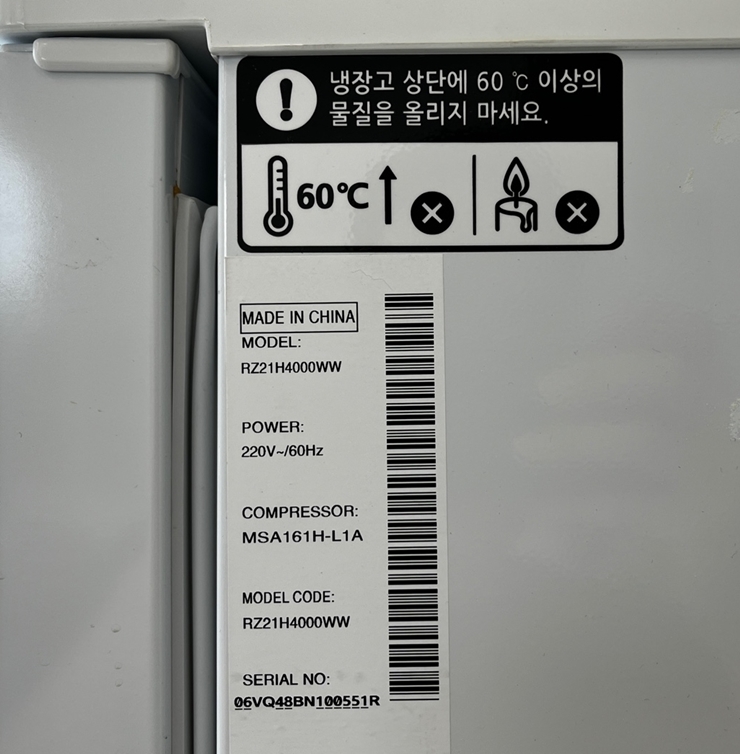 냉장고 상단에 60 ℃ 이상의
물질을 올리지 마세요.
60℃
MADE IN CHINA
MODEL:
RZ21H4000WW
POWER:
220V~/60Hz
COMPRESSOR:
MSA161H-L1A
MODEL CODE:
RZ21H4000WW
SERIAL NO:
06VQ48BN100551R